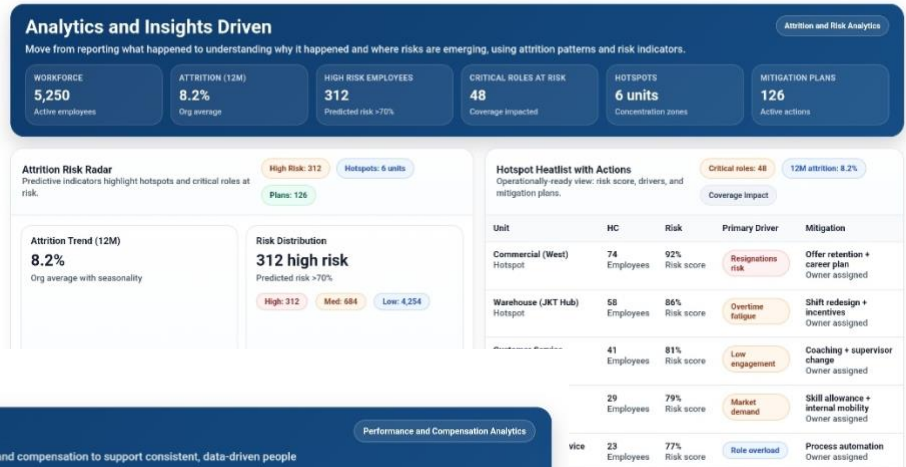 Analytics and Insights Driven
Attrition and Risk Analytics
Move from reporting what happened to understanding why it happened and where risks are emerging, using attrition patterns and risk indicators.
WORKFORCE
5,250
Active employees
ATTRITION (12M)
8.2%
Org average
HIGH RISK EMPLOYEES
312
Predicted risk >70%
CRITICAL ROLES AT RISK
48
Coverage impacted
HOTSPOTS
6 units
Concentration zones
MITIGATION PLANS
126
Active actions
Attrition Risk Radar
Predictive indicators highlight hotspots and critical roles at
risk.
High Risk: 312
Hotspots: 6 units
Plans: 126
Attrition Trend (12M)
8.2%
Org average with seasonality
Risk Distribution
312 high risk
Predicted risk >70%
High: 312
Med: 684
Low: 4,254
Hotspot Heatlist with Actions
Operationally-ready view: risk score, drivers, and
mitigation plans.
Critical roles: 48
12M attrition: 8.2%
Coverage impact
Unit HC Risk Primary Driver Mitigation
Commercial (West)
Hotspot
74
Employees
92%
Risk score
Resignations
risk
Offer retention +
career plan
Owner assigned
Warehouse (JKT Hub)
Hotspot
58
Employees
86%
Risk score
Overtime
fatigue
Shift redesign +
incentives
Owner assigned
41
Employees
81%
Risk score
Low
engagement
Coaching + supervisor
change
Owner assigned
29
Employees
79%
Risk score
Market
demand
Skill allowance +
internal mobility
Owner assigned
23
Employees
77%
Risk score
Role overload
Process automation
Owner assigned
Performance and Compensation Analytics
and compensation to support consistent, data-driven people